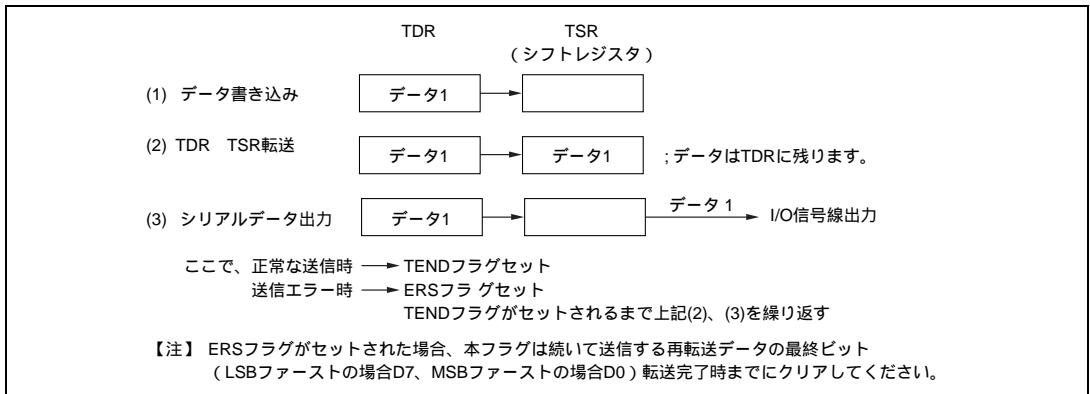 TDR TSR
（シフトレジスタ）
(1) データ書き込み データ1
(2) TDR TSR転送 データ1 データ1 ;データはTDRに残ります。
(3) シリアルデータ出力 データ1 データ 1 I/O信号線出力
ここで、正常な送信時 TENDフラグセット
送信エラー時 ERSフラ グセット
TENDフラグがセットされるまで上記(2)、(3)を繰り返す
【注】 ERSフラグがセットされた場合、本フラグは続いて送信する再転送データの最終ビット
（LSBファーストの場合D7、MSBファーストの場合D0）転送完了時までにクリアしてください。